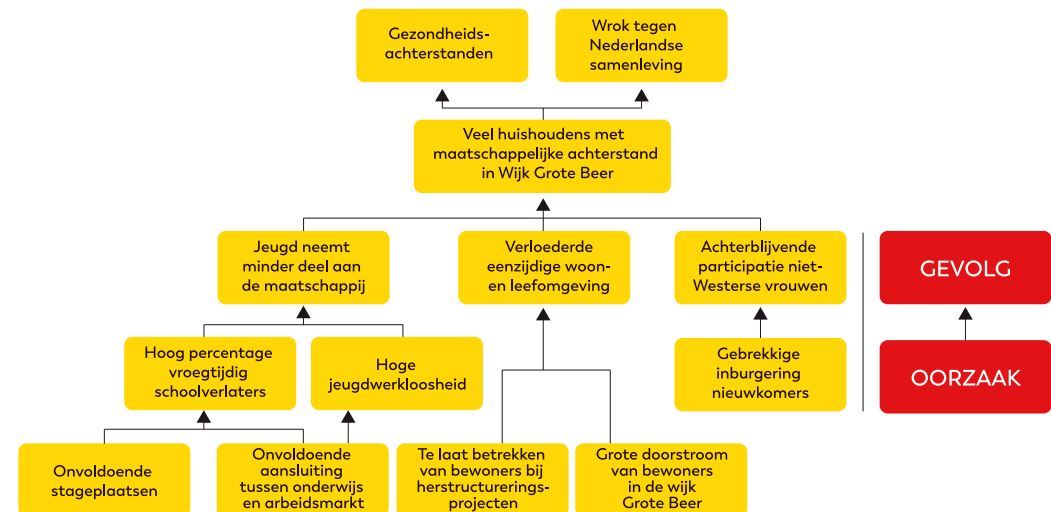 Gezondheids-
achterstanden
Wrok tegen
Nederlandse
samenleving
Veel huishoudens met
maatschappelijke achterstand
in Wijk Grote Beer
Jeugd neemt
minder deel aan
de maatschappij
Verloederde
eenzijdige woon-
en leefomgeving
Achterblijvende
participatie niet-
Westerse vrouwen
GEVOLG
Hoog percentage
vroegtijdig
schoolverlaters
Hoge
jeugdwerkloosheid
Gebrekkige
inburgering
nieuwkomers
OORZAAK
Onvoldoende
stageplaatsen
Onvoldoende
aansluiting
tussen onderwijs
en arbeidsmarkt
Te laat betrekken
van bewoners bij
herstructurerings-
projecten
Grote doorstroom
van bewoners
in de wijk
Grote Beer